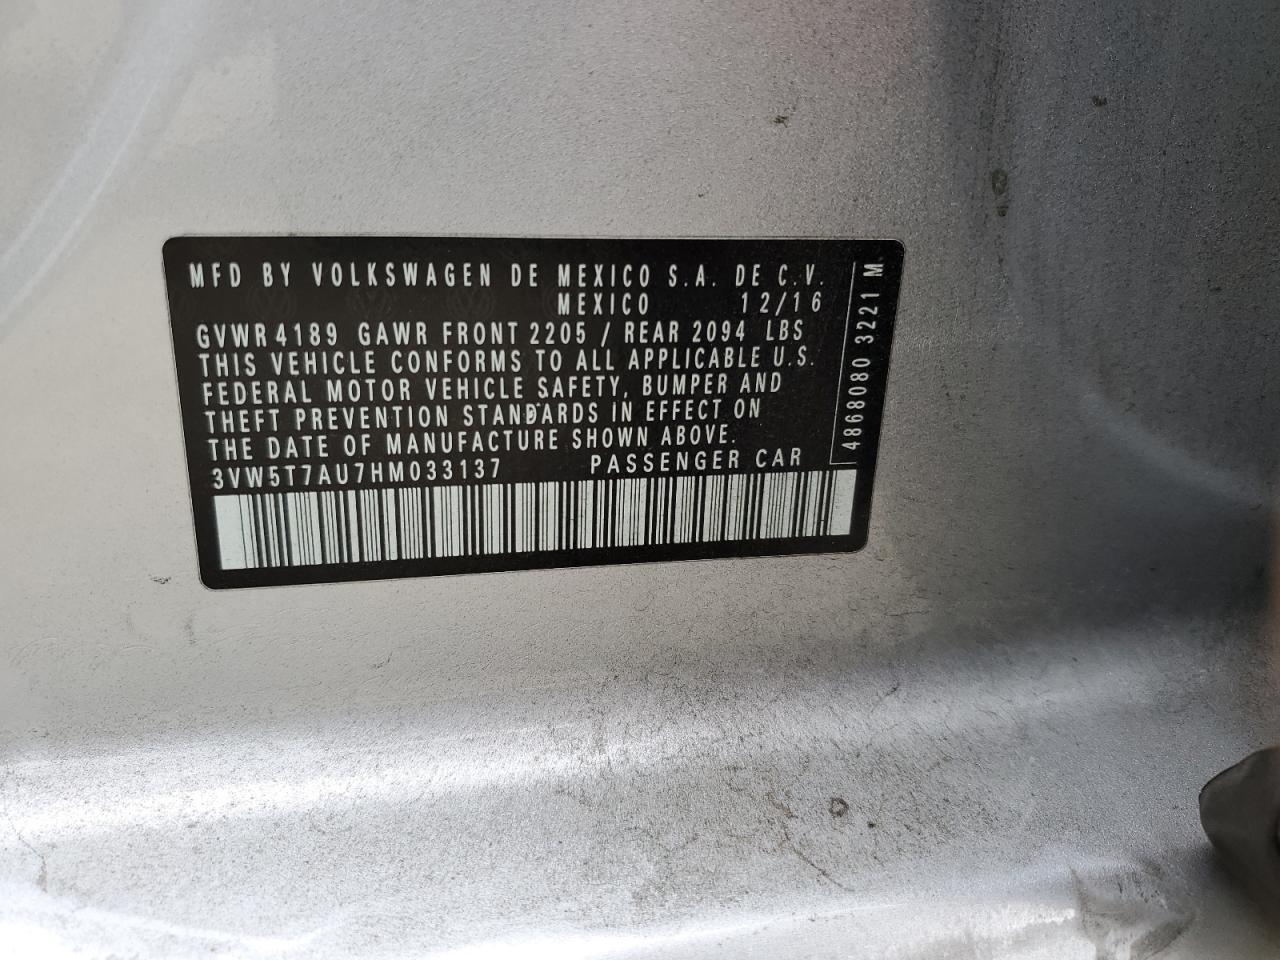 MFD BY VOLKSWAGEN DE MEXICO S.A. DE C.V.
MEXICO 12/16
GVWR 4189 GAWR FRONT 2205 / REAR 2094 LBS
THIS VEHICLE CONFORMS TO ALL APPLICABLE U.S.
FEDERAL MOTOR VEHICLE SAFETY, BUMPER AND
THEFT PREVENTION STANDARDS IN EFFECT ON
THE DATE OF MANUFACTURE SHOWN ABOVE.
3VW5T7AU7HM033137 PASSENGER CAR
4868080 3221 M